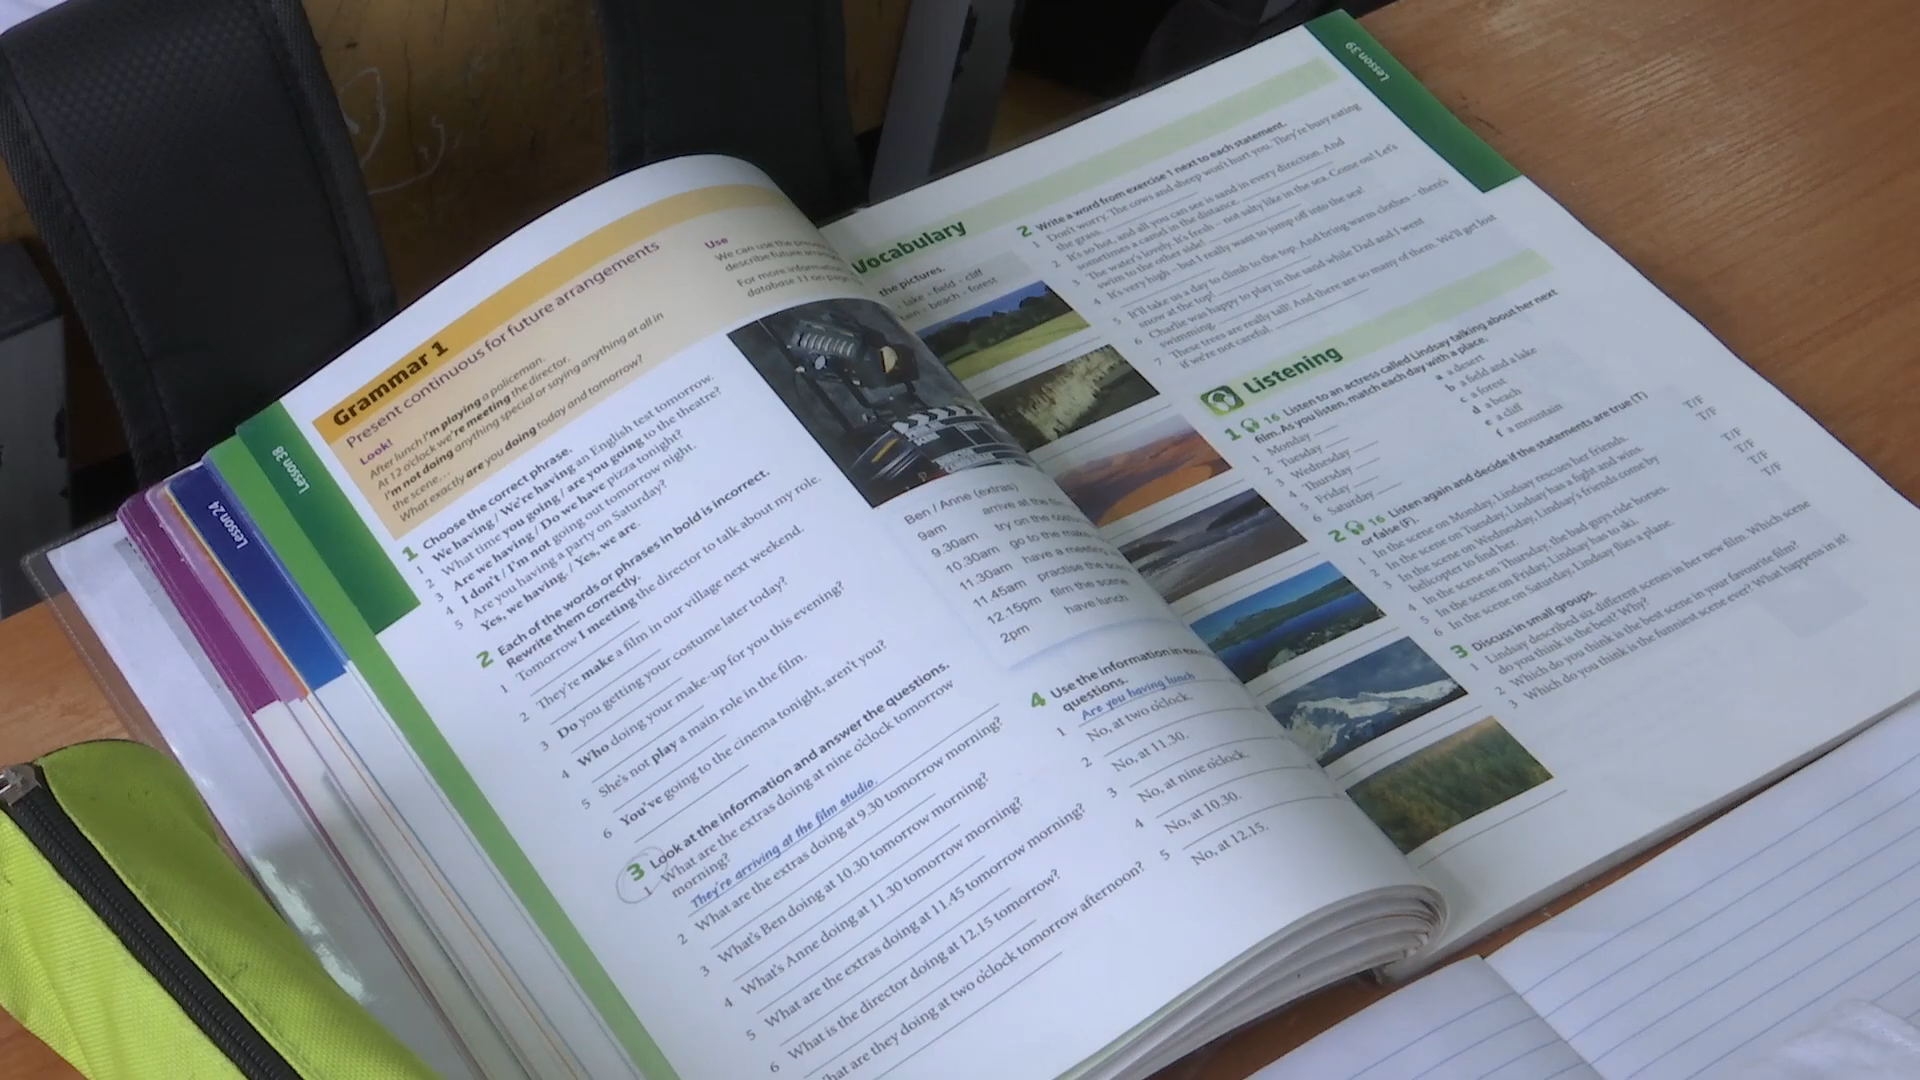 Lesson 38
Lesson 24
Grammar 1
Present continuous for future arrangements
Look!
After lunch I'm playing a policeman.
At 12 o'clock we're meeting the director.
I'm not doing anything special or saying anything at all in
the scene...
What exactly are you doing today and tomorrow?
Use
We can use the
describe future
For more
database 11 on
1 Choose the correct phrase.
1 We having / We're having an English test tomorrow.
2 What time you going / are you going to the theatre?
3 Are we having / Do we have pizza tonight?
4 I don't / I'm not going out tomorrow night.
5 Are you having a party on Saturday?
Yes, we having. / Yes, we are.
2 Each of the words or phrases in bold is incorrect.
Rewrite them correctly.
1 Tomorrow I meeting the director to talk about my role.
2 They're make a film in our village next weekend.
3 Do you getting your costume later today?
4 Who doing your make-up for you this evening?
5 She's not play a main role in the film.
6 You've going to the cinema tonight, aren't you?
3 Look at the information and answer the questions.
1 What are the extras doing at nine o'clock tomorrow
morning?
They're arriving at the film studio.
2 What are the extras doing at 9.30 tomorrow morning?
3 What's Ben doing at 10.30 tomorrow morning?
4 What's Anne doing at 11.30 tomorrow morning?
5 What are the extras doing at 11.45 tomorrow morning?
6 What is the director doing at 12.15 tomorrow?
are they doing at two o'clock tomorrow afternoon?
Ben / Anne (extras)
9am arrive at the
9.30am try on the
10.30am go to the
11.30am have a
11.45am practise the
12.15pm film the scene
2pm have lunch
4 Use the information in
questions.
1 Are you having lunch
No, at two o'clock.
2
No, at 11.30.
3
No, at nine o'clock.
4
No, at 10.30.
5
No, at 12.15.
Lesson 39
Vocabulary
the pictures.
lake - field - cliff
beach - forest
2 Write a word from exercise 1 next to each statement.
1 Don't worry. The cows and sheep won't hurt you. They're busy eating
the grass.
2 It's so hot, and all you can see is sand in every direction. And
sometimes a camel in the distance.
3 The water's lovely. It's fresh – not salty like in the sea. Come on! Let's
swim to the other side!
4 It's very high – but I really want to jump off into the sea!
5 It'll take us a day to climb to the top. And bring warm clothes – there's
snow at the top!
6 Charlie was happy to play in the sand while Dad and I went
swimming.
7 These trees are really tall! And there are so many of them. We'll get lost
if we're not careful.
Listening
1 16 Listen to an actress called Lindsay talking about her next
film. As you listen, match each day with a place.
1 Monday
2 Tuesday
3 Wednesday
4 Thursday
5 Friday
6 Saturday
a a desert
b a field and a lake
c a forest
d a beach
e a cliff
f a mountain
2 16 Listen again and decide if the statements are true (T)
or false (F).
1 In the scene on Monday, Lindsay rescues her friends. T/F
2 In the scene on Tuesday, Lindsay has a fight and wins. T/F
3 In the scene on Wednesday, Lindsay's friends come by
helicopter to find her. T/F
4 In the scene on Thursday, the bad guys ride horses. T/F
5 In the scene on Friday, Lindsay has to ski. T/F
6 In the scene on Saturday, Lindsay flies a plane.
3 Discuss in small groups.
1 Lindsay described six different scenes in her new film. Which scene
do you think is the best? Why?
2 Which do you think is the best scene in your favourite film?
3 Which do you think is the funniest scene ever? What happens in it?